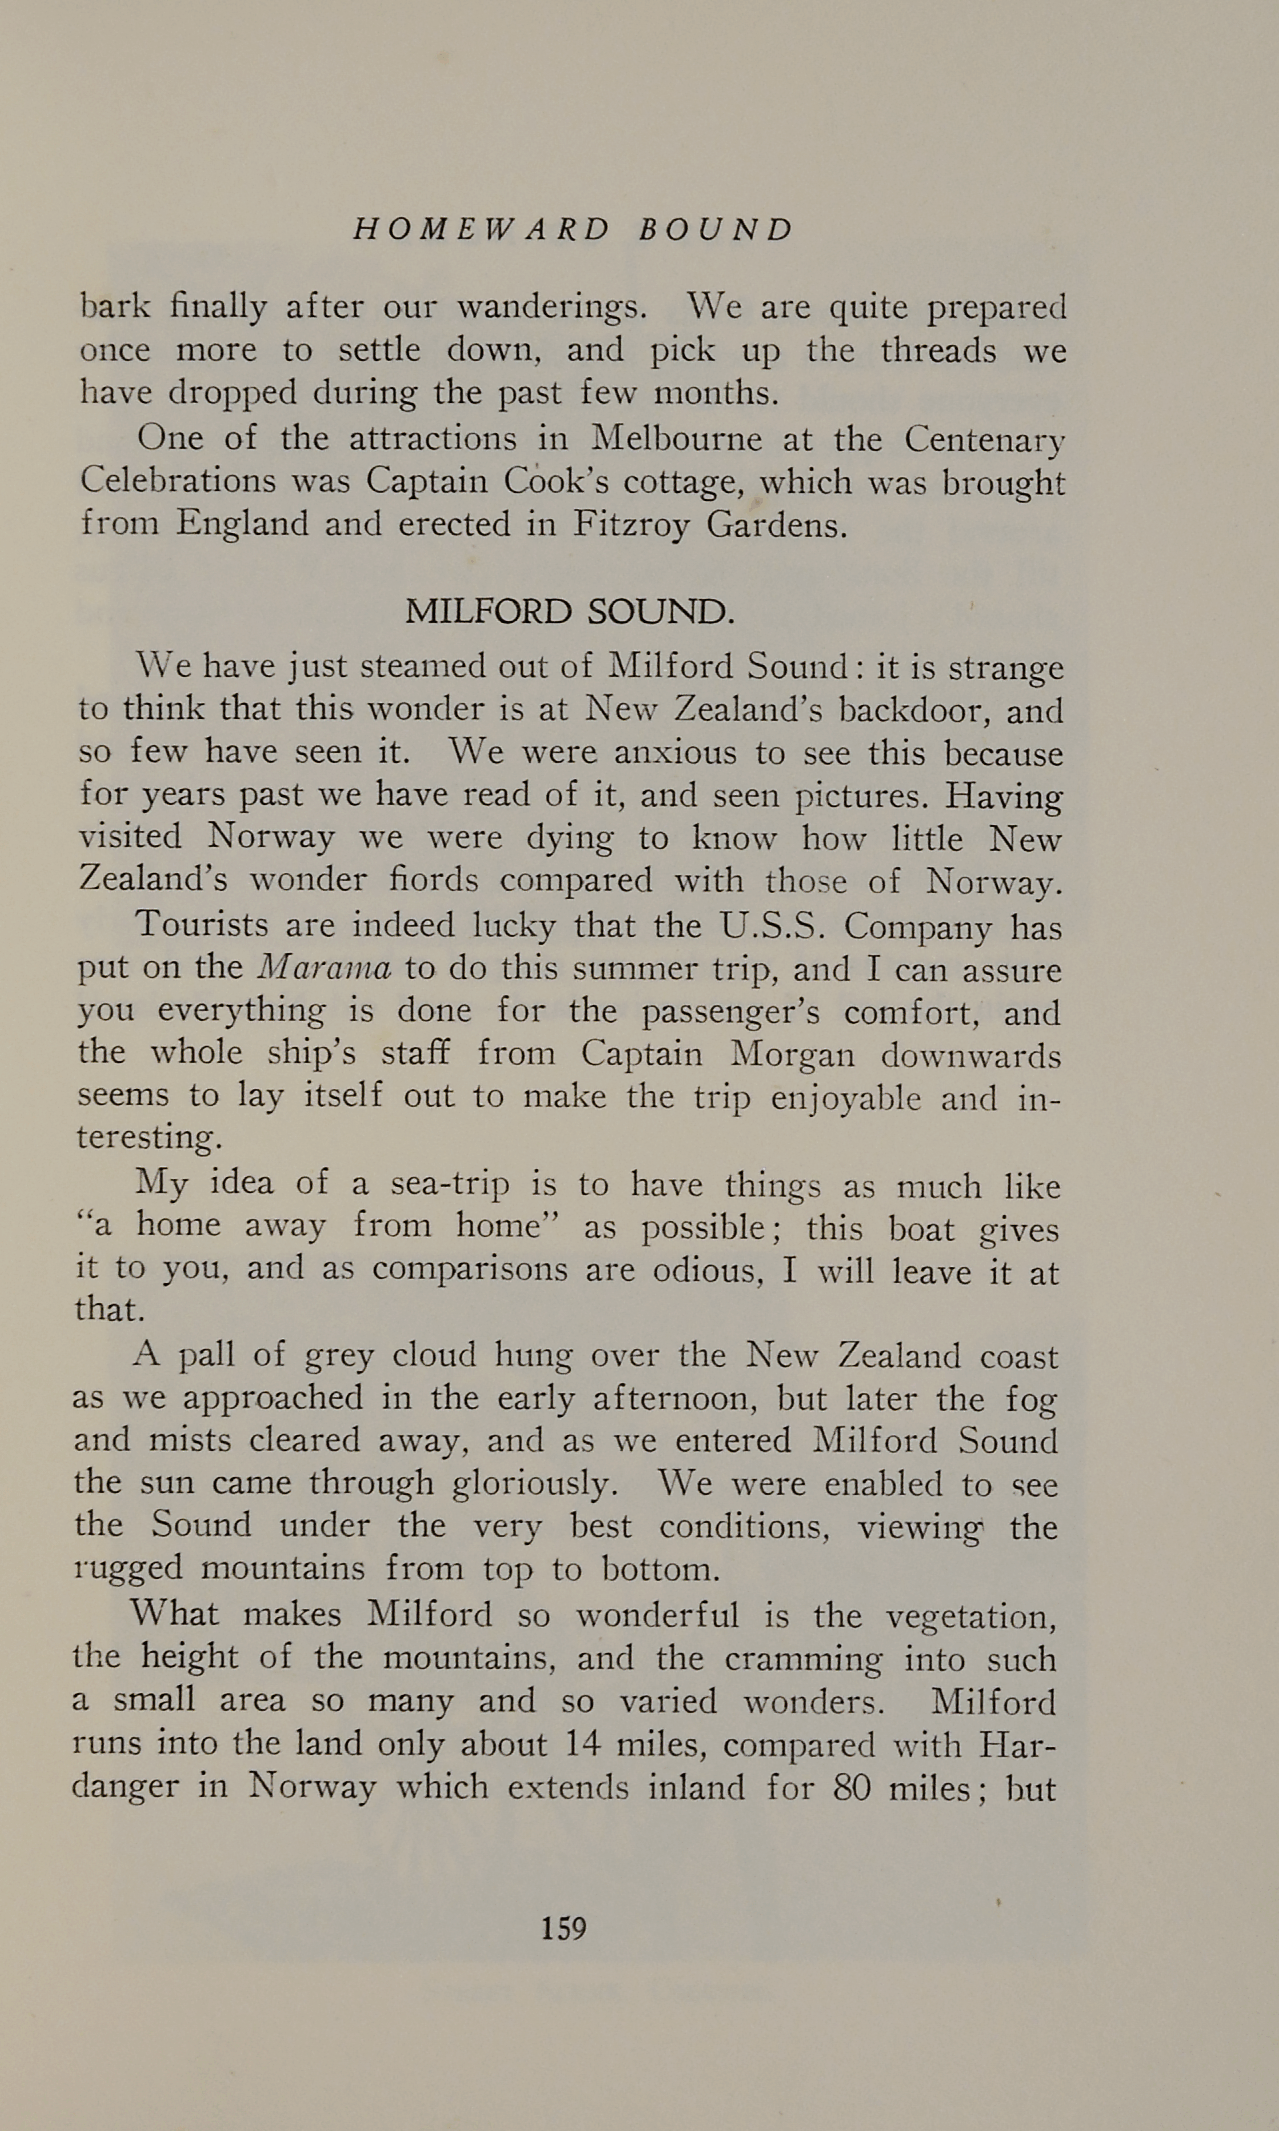 HOMEWARD BOUND
bark finally after our wanderings. We are quite prepared
once more to settle down, and pick up the threads we
have dropped during the past few months.
One of the attractions in Melbourne at the Centenary
Celebrations was Captain Cook's cottage, which was brought
from England and erected in Fitzroy Gardens.
MILFORD SOUND.
We have just steamed out of Milford Sound: it is strange
to think that this wonder is at New Zealand's backdoor, and
so few have seen it. We were anxious to see this because
for years past we have read of it, and seen pictures. Having
visited Norway we were dying to know how little New
Zealand's wonder fiords compared with those of Norway.
Tourists are indeed lucky that the U.S.S. Company has
put on the Marama to do this summer trip, and I can assure
you everything is done for the passenger's comfort, and
the whole ship's staff from Captain Morgan downwards
seems to lay itself out to make the trip enjoyable and in-
teresting.
My idea of a sea-trip is to have things as much like
"a home away from home" as possible; this boat gives
it to you, and as comparisons are odious, I will leave it at
that.
A pall of grey cloud hung over the New Zealand coast
as we approached in the early afternoon, but later the fog
and mists cleared away, and as we entered Milford Sound
the sun came through gloriously. We were enabled to see
the Sound under the very best conditions, viewing the
rugged mountains from top to bottom.
What makes Milford so wonderful is the vegetation,
the height of the mountains, and the cramming into such
a small area so many and so varied wonders. Milford
runs into the land only about 14 miles, compared with Har-
danger in Norway which extends inland for 80 miles; but
159